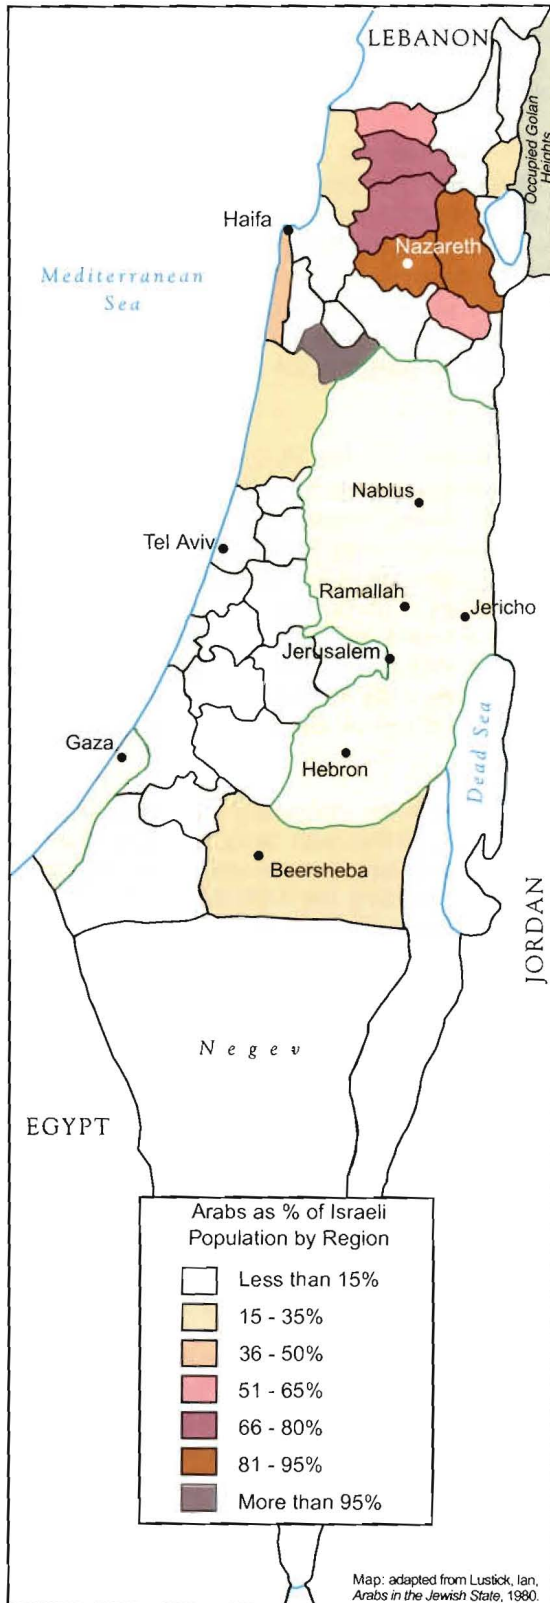 LEBANON
Occupied Golan
Heights
Haifa
Nazareth
Mediterranean
Sea
Nablus
Tel Aviv
Ramallah
Jericho
Jerusalem
Gaza
Hebron
Dead Sea
Beersheba
JORDAN
Negev
EGYPT
Arabs as % of Israeli
Population by Region
Less than 15%
15 - 35%
36 - 50%
51 - 65%
66 - 80%
81 - 95%
More than 95%
Map: adapted from Lustick, Ian,
Arabs in the Jewish State, 1980.